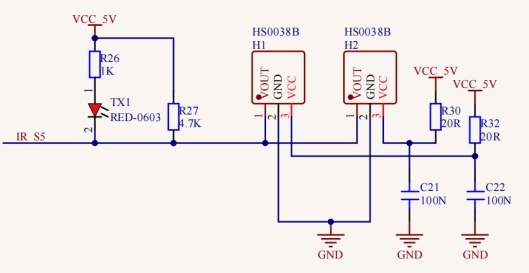 VCC_5V
HS0038B
H1
HS0038B
H2
R26
1K
VOUT
GND
VCC
VOUT
GND
VCC
VCC_5V
VCC_5V
1
TX1
RED-0603
R27
4.7K
R30
20R
R32
20R
1
2
3
1
2
3
2
IR_S5
C21
100N
C22
100N
GND
GND
GND